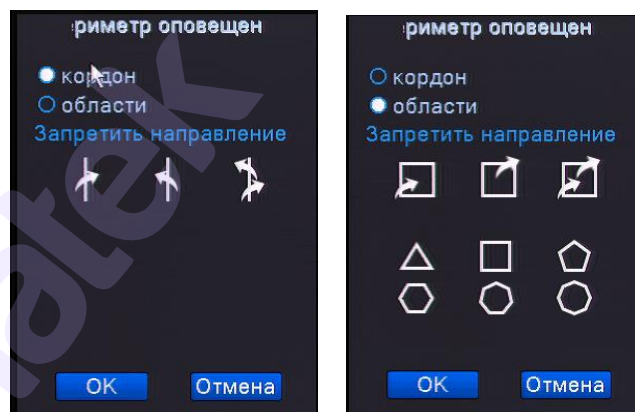 риметр оповещен
кордон
области
Запретить направление
OK
Отмена
риметр оповещен
кордон
области
Запретить направление
OK
Отмена